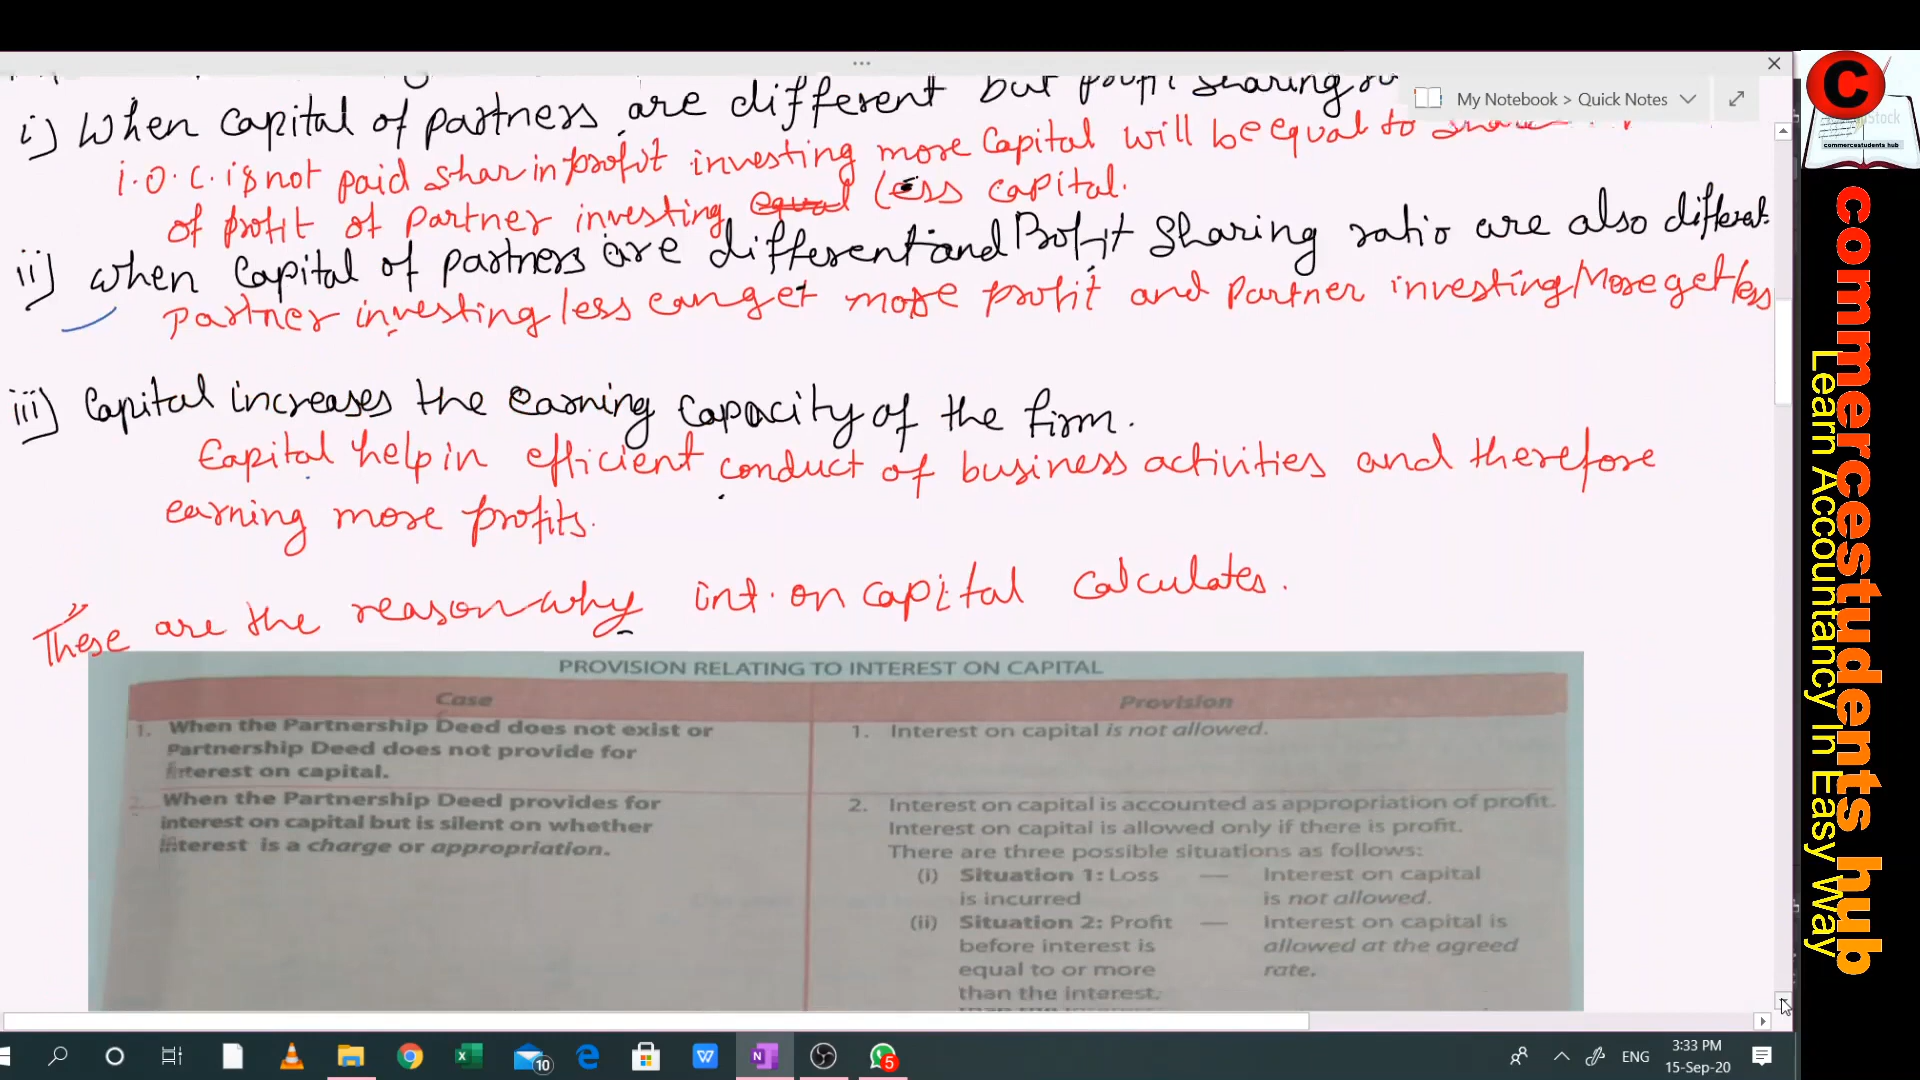 i) When capital of partners are different but profit sharing
My Notebook > Quick Notes
i.o.c. is not paid shar in profit investing more capital will be equal to share
of profit of partner investing equal less capital.
ii) when capital of partners are different and Profit sharing ratio are also different.
Partner investing less can get more profit and Partner investing More get less
iii) Capital increases the earning capacity of the firm.
Capital help in efficient conduct of business activities and therefore
earning more profits.
These are the reason why int. on capital calculates.
PROVISION RELATING TO INTEREST ON CAPITAL
Case
Provision
1. When the Partnership Deed does not exist or
Partnership Deed does not provide for
interest on capital.
1. Interest on capital is not allowed.
2. When the Partnership Deed provides for
interest on capital but is silent on whether
interest is a charge or appropriation.
2. Interest on capital is accounted as appropriation of profit.
Interest on capital is allowed only if there is profit.
There are three possible situations as follows:
(i) Situation 1: Loss — Interest on capital
is incurred is not allowed.
(ii) Situation 2: Profit — Interest on capital is
before interest is allowed at the agreed
equal to or more rate.
than the interest.
C
Stock
commercestudents hub
commercestudents hub
Learn Accountancy In Easy Way
10
5
ENG
3:33 PM
15-Sep-20